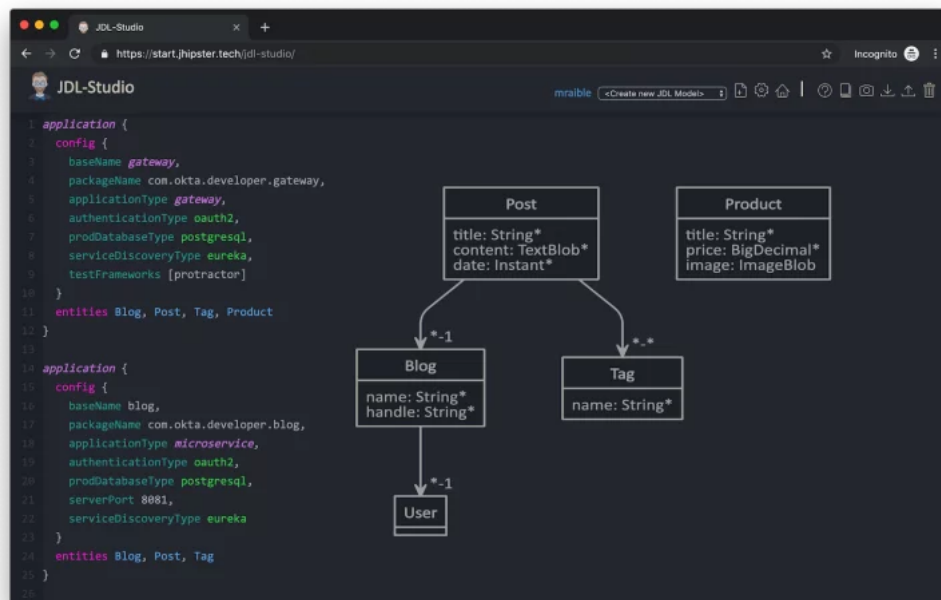 JDL-Studio
https://start.jhipster.tech/jdl-studio/
Incognito
JDL-Studio
mraible
<Create new JDL Model>
1 application {
2 config {
3 baseName gateway,
4 packageName com.okta.developer.gateway,
5 applicationType gateway,
6 authenticationType oauth2,
7 prodDatabaseType postgresql,
8 serviceDiscoveryType eureka,
9 testFrameworks [protractor]
10 }
11 entities Blog, Post, Tag, Product
12 }
13
14 application {
15 config {
16 baseName blog,
17 packageName com.okta.developer.blog,
18 applicationType microservice,
19 authenticationType oauth2,
20 prodDatabaseType postgresql,
21 serverPort 8081,
22 serviceDiscoveryType eureka
23 }
24 entities Blog, Post, Tag
25 }
26
Post
title: String*
content: TextBlob*
date: Instant*
Product
title: String*
price: BigDecimal*
image: ImageBlob
*-1
*-*
Blog
name: String*
handle: String*
Tag
name: String*
*-1
User